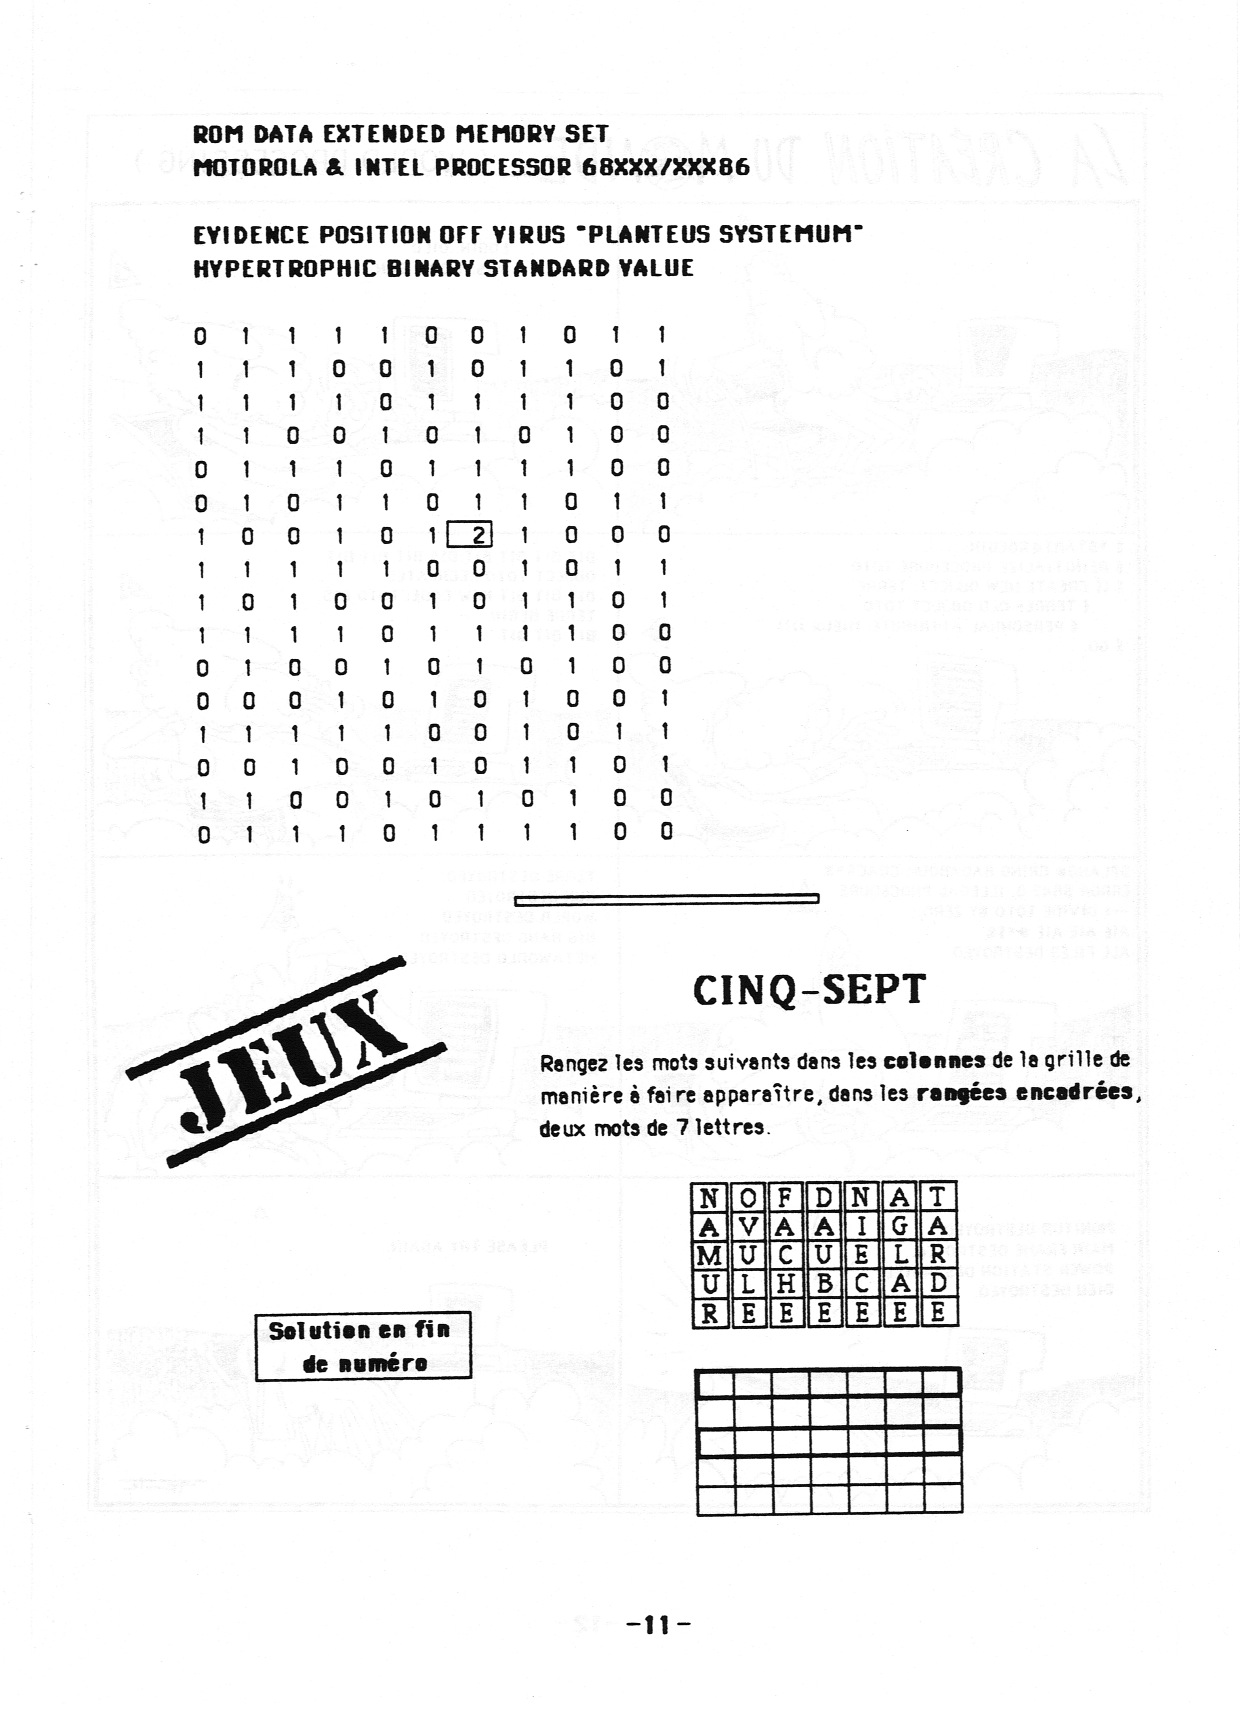 ROM DATA EXTENDED MEMORY SET
MOTOROLA & INTEL PROCESSOR 68XXX/XXX86
EVIDENCE POSITION OFF VIRUS "PLANTEUS SYSTEMUM"
HYPERTROPHIC BINARY STANDARD VALUE
0 1 1 1 1 0 0 1 0 1 1
1 1 1 0 0 1 0 1 1 0 1
1 1 1 1 0 1 1 1 1 0 0
1 1 0 0 1 0 1 0 1 0 0
0 1 1 1 0 1 1 1 1 0 0
0 1 0 1 1 0 1 1 0 1 1
1 0 0 1 0 1 2 1 0 0 0
1 1 1 1 1 0 0 1 0 1 1
1 0 1 0 0 1 0 1 1 0 1
1 1 1 1 0 1 1 1 1 0 0
0 1 0 0 1 0 1 0 1 0 0
0 0 0 1 0 1 0 1 0 0 1
1 1 1 1 1 0 0 1 0 1 1
0 0 1 0 0 1 0 1 1 0 1
1 1 0 0 1 0 1 0 1 0 0
0 1 1 1 0 1 1 1 1 0 0
JEUX
CINQ-SEPT
Rangez les mots suivants dans les colonnes de la grille de
manière à faire apparaître, dans les rangées encadrées,
deux mots de 7 lettres.
N O F D N A T
A V A A I G A
M U C U E L R
U L H B C A D
R E E E E E E
Solution en fin
de numéro
-11-